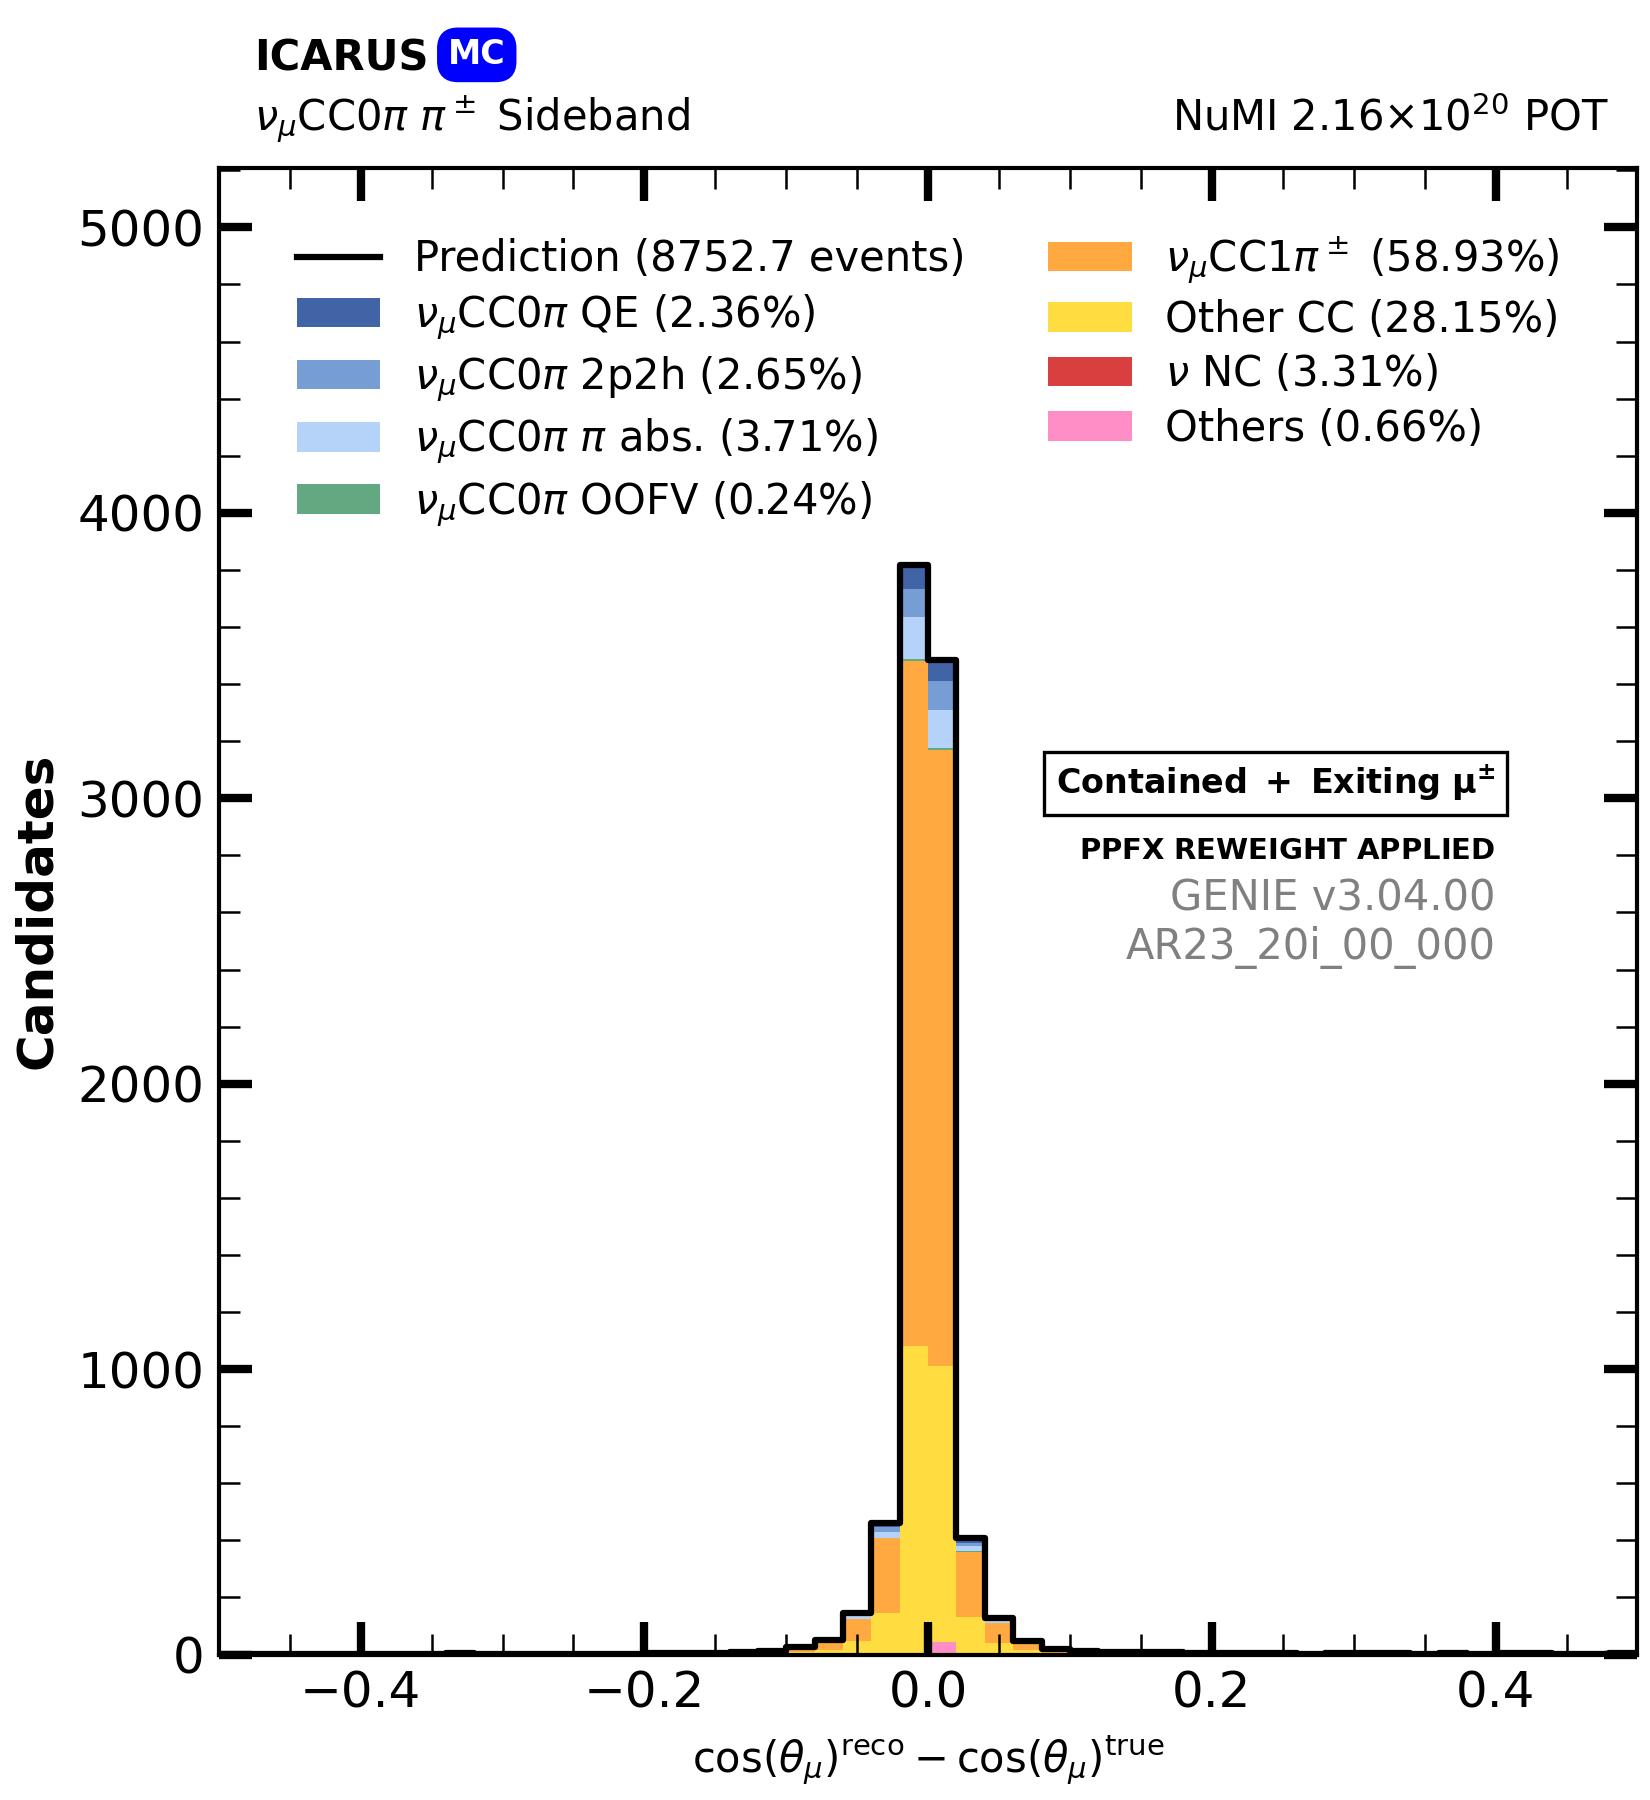 ICARUS MC
νμCC0π π± Sideband
NuMI 2.16×10²⁰ POT
5000
4000
3000
2000
1000
0
Candidates
Prediction (8752.7 events)
νμCC0π QE (2.36%)
νμCC0π 2p2h (2.65%)
νμCC0π π abs. (3.71%)
νμCC0π OOFV (0.24%)
νμCC1π± (58.93%)
Other CC (28.15%)
ν NC (3.31%)
Others (0.66%)
Contained + Exiting μ±
PPFX REWEIGHT APPLIED
GENIE v3.04.00
AR23_20i_00_000
−0.4 −0.2 0.0 0.2 0.4
cos(θμ)reco − cos(θμ)true